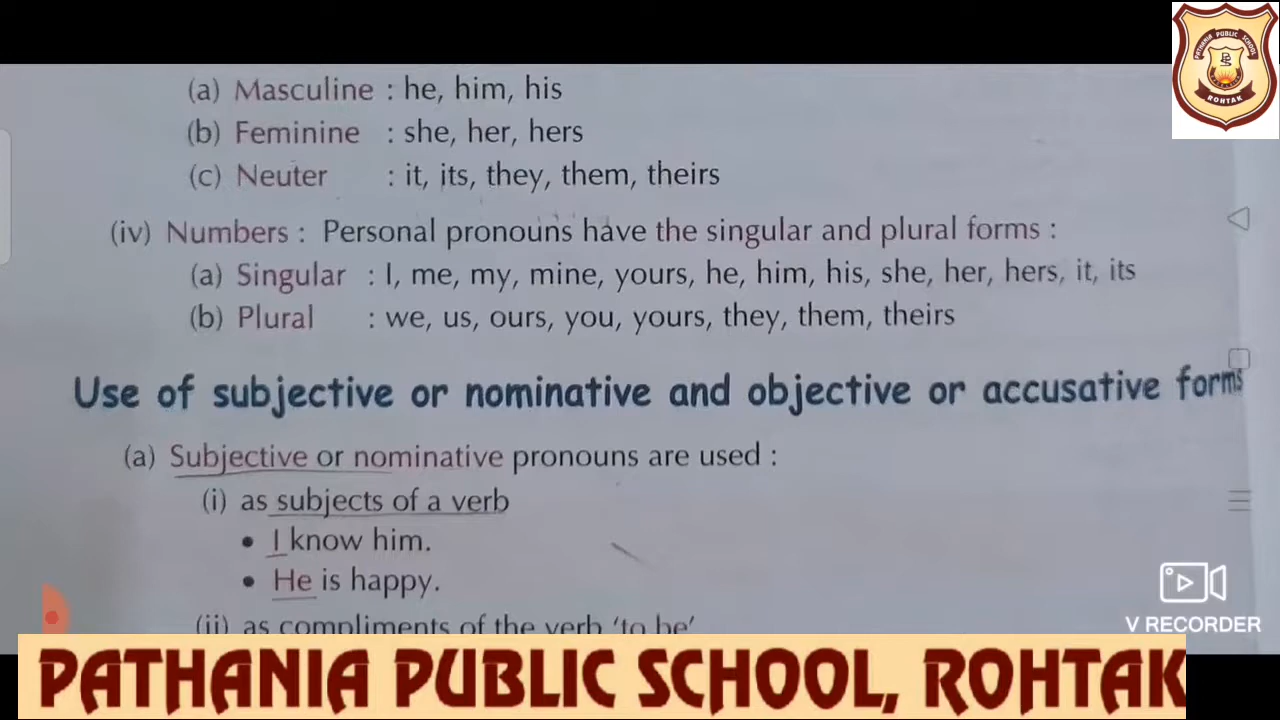 PATHANIA PUBLIC SCHOOL
ROHTAK
(a) Masculine : he, him, his
(b) Feminine : she, her, hers
(c) Neuter : it, its, they, them, theirs
(iv) Numbers : Personal pronouns have the singular and plural forms :
(a) Singular : I, me, my, mine, yours, he, him, his, she, her, hers, it, its
(b) Plural : we, us, ours, you, yours, they, them, theirs
Use of subjective or nominative and objective or accusative forms
(a) Subjective or nominative pronouns are used :
(i) as subjects of a verb
• I know him.
• He is happy.
(ii) as compliments of the verb ‘to be’
V RECORDER
PATHANIA PUBLIC SCHOOL, ROHTAK